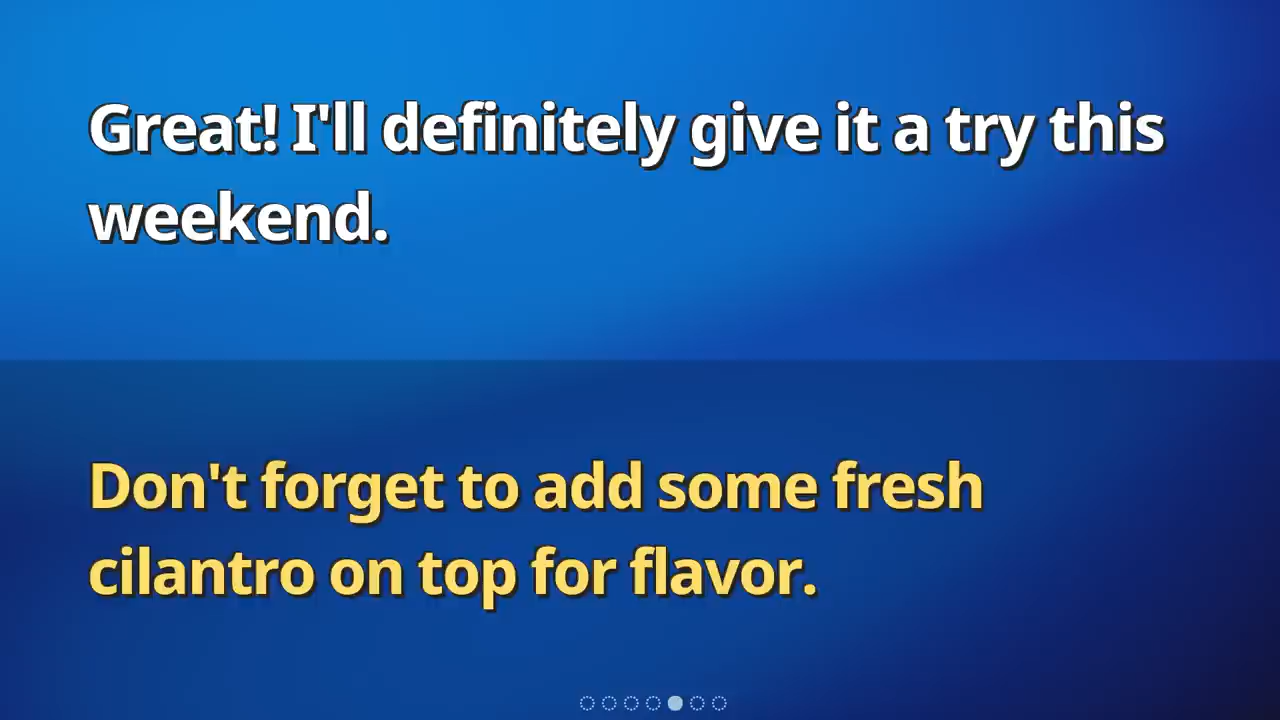 Great! I'll definitely give it a try this
weekend.
Don't forget to add some fresh
cilantro on top for flavor.